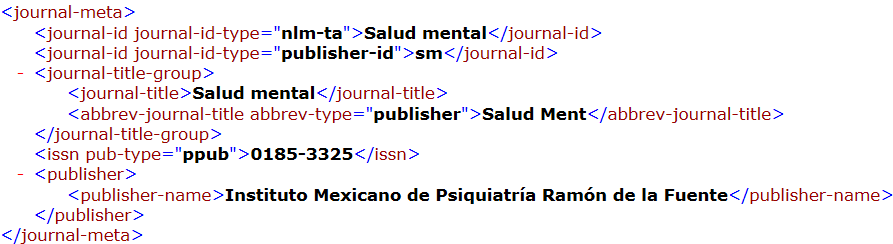 <journal-meta>
<journal-id journal-id-type="nlm-ta">Salud mental</journal-id>
<journal-id journal-id-type="publisher-id">sm</journal-id>
- <journal-title-group>
<journal-title>Salud mental</journal-title>
<abbrev-journal-title abbrev-type="publisher">Salud Ment</abbrev-journal-title>
</journal-title-group>
<issn pub-type="ppub">0185-3325</issn>
- <publisher>
<publisher-name>Instituto Mexicano de Psiquiatría Ramón de la Fuente</publisher-name>
</publisher>
</journal-meta>